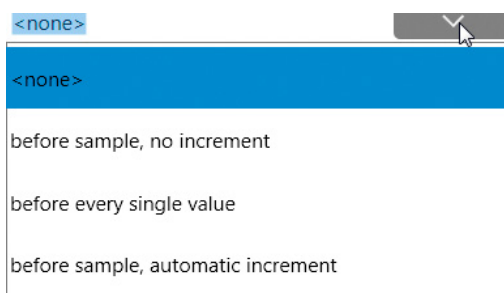 <none>
<none>
before sample, no increment
before every single value
before sample, automatic increment